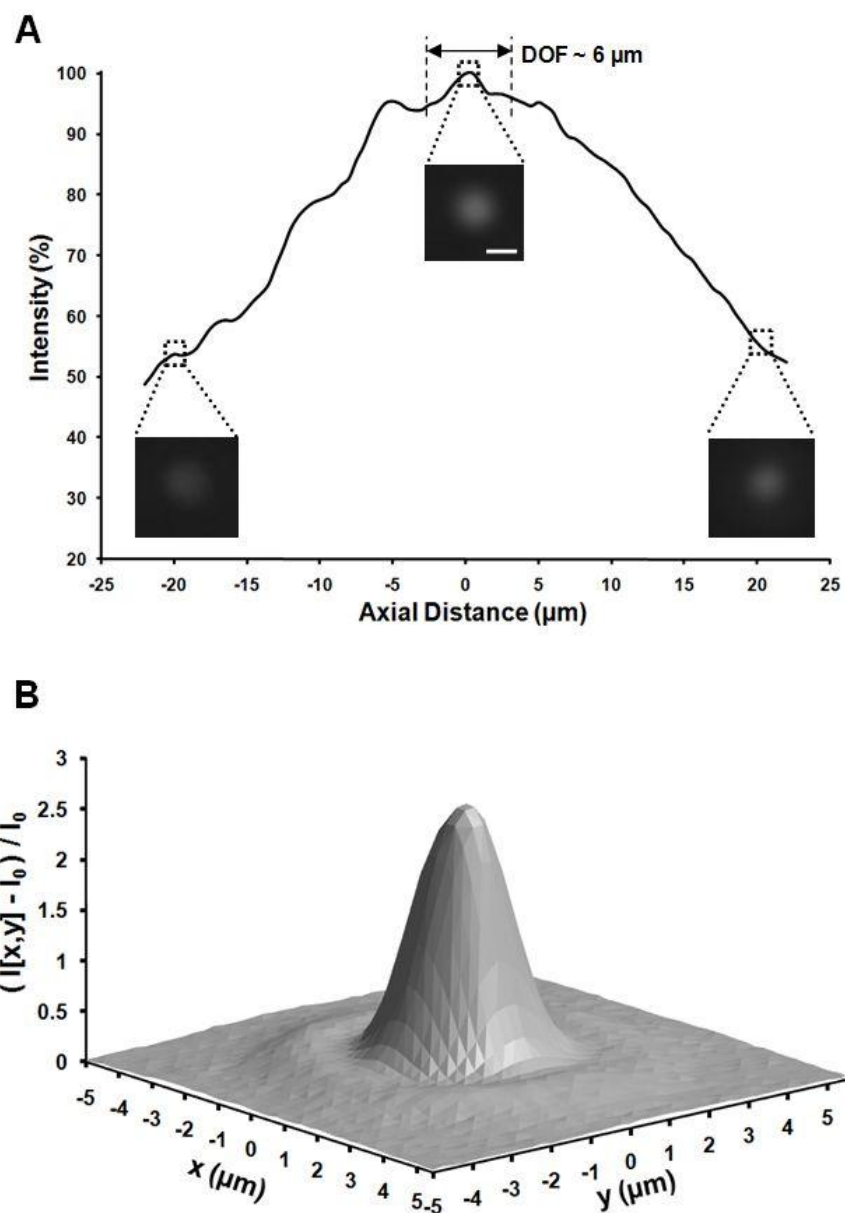 A
DOF ~ 6 µm
100
90
80
70
60
50
40
30
20
Intensity (%)
-25 -20 -15 -10 -5 0 5 10 15 20 25
Axial Distance (µm)
B
3
2.5
2
1.5
1
0.5
0
( I[x,y] - I0 ) / I0
-5 -4 -3 -2 -1 0 1 2 3 4 5
x (µm)
-5 -4 -3 -2 -1 0 1 2 3 4 5
y (µm)